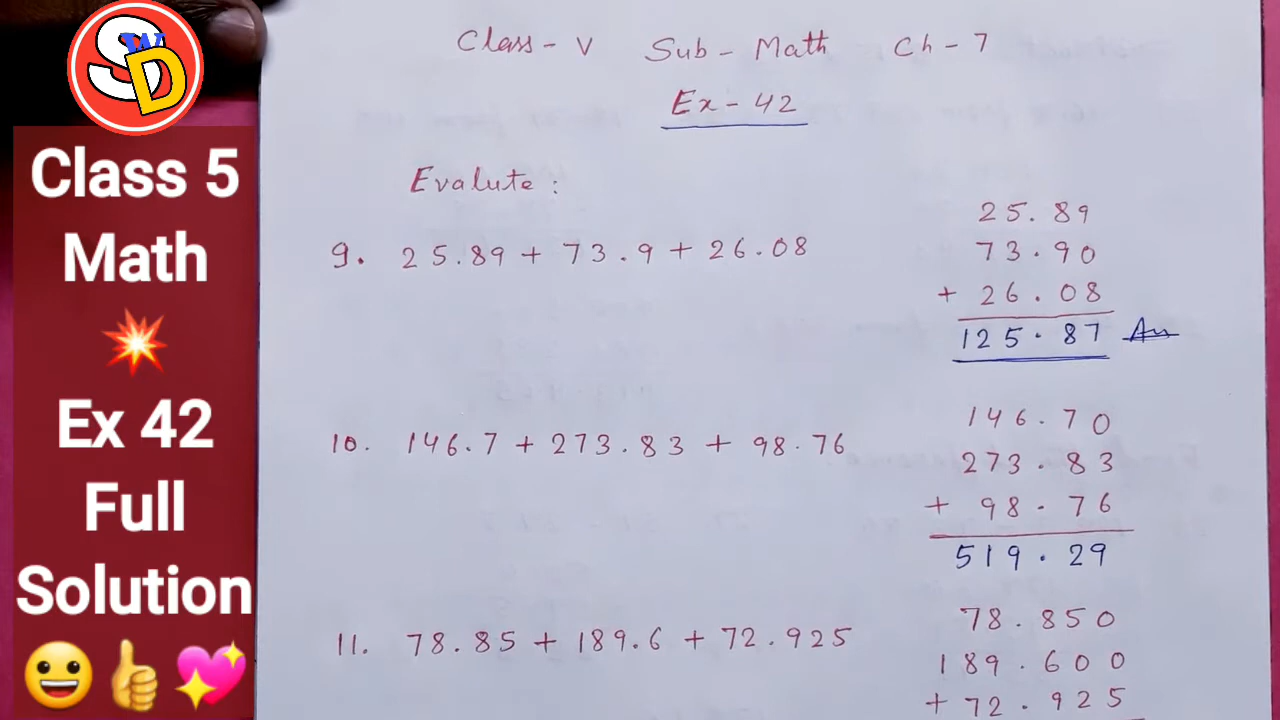 SWD
Class 5
Math
💥
Ex 42
Full
Solution
😀👍💖
Class - V Sub - Math Ch - 7
Ex - 42
Evalute :
9. 25.89 + 73.9 + 26.08
25.89
73.90
+ 26.08
125.87 An
10. 146.7 + 273.83 + 98.76
146.70
273.83
+ 98.76
519.29
11. 78.85 + 189.6 + 72.925
78.850
189.600
+ 72.925